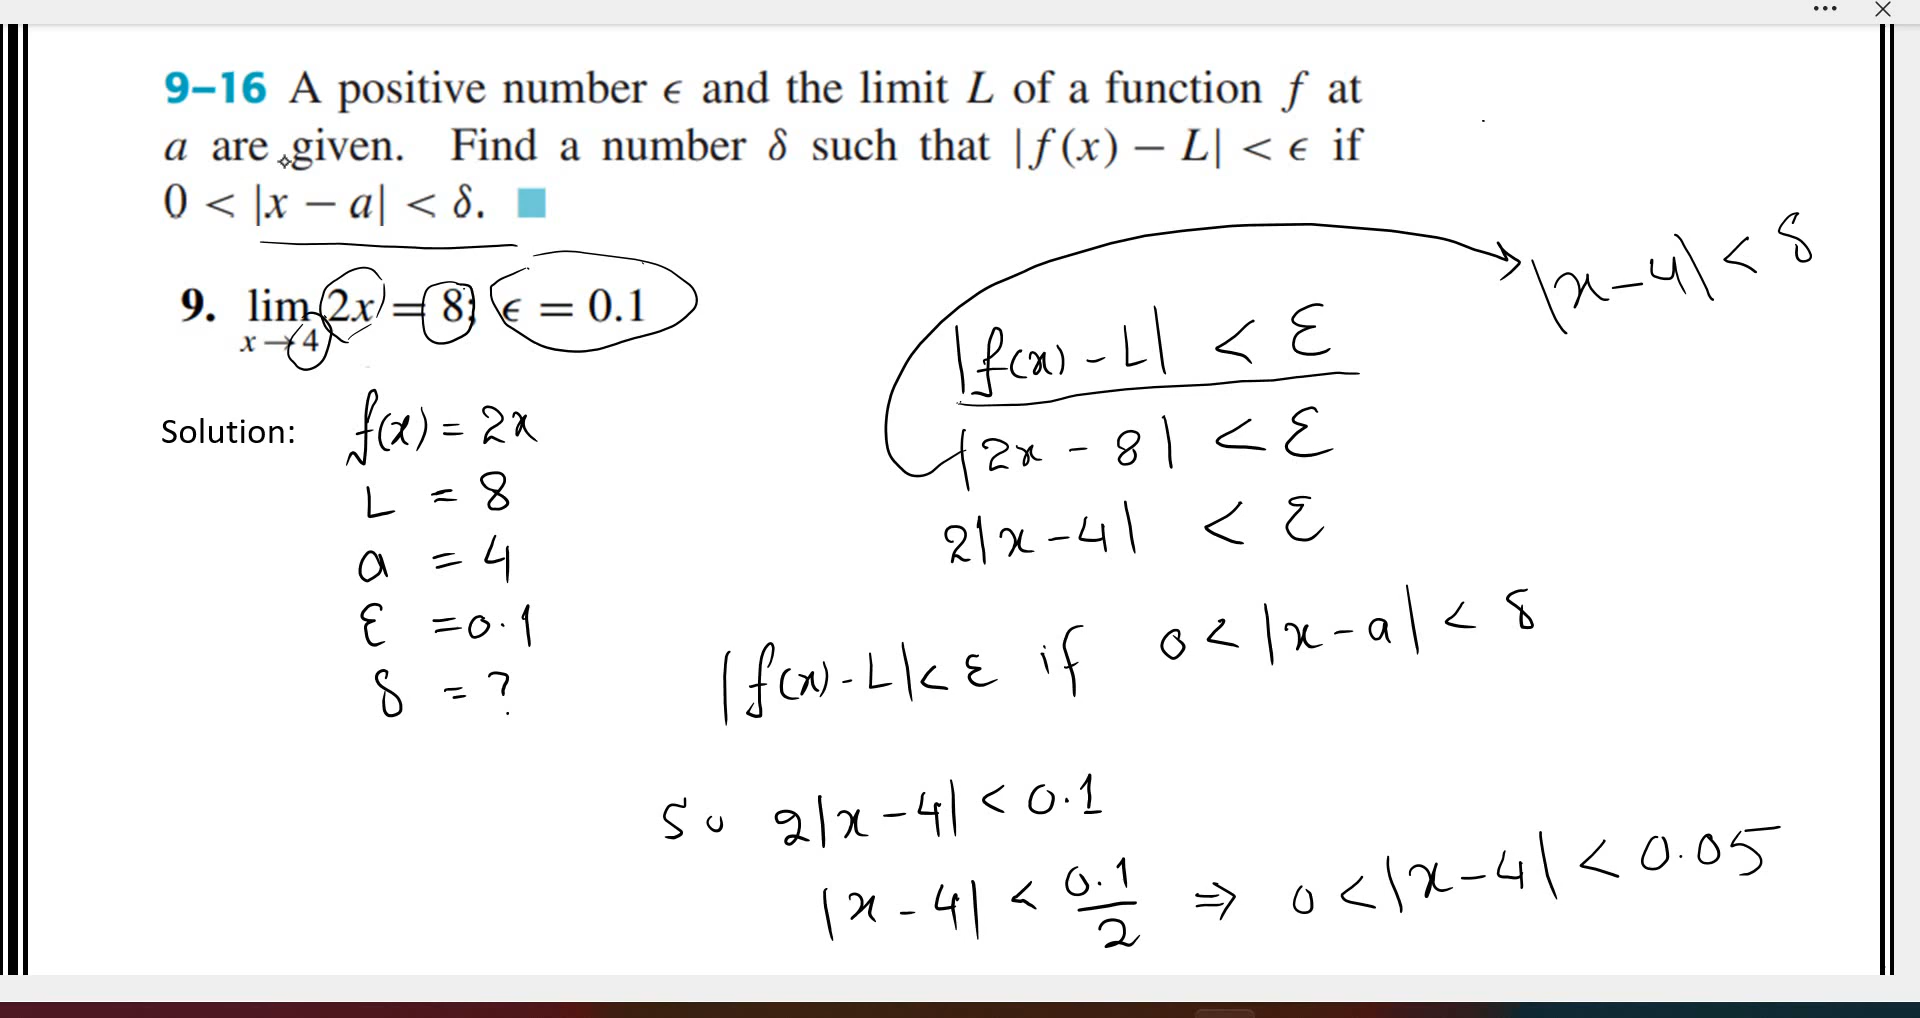 9–16 A positive number ϵ and the limit L of a function f at
a are given. Find a number δ such that |f(x) − L| < ϵ if
0 < |x − a| < δ.
9. lim 2x = 8; ϵ = 0.1
x → 4
|x − 4| < δ
|f(x) − L| < ε
|2x − 8| < ε
2|x − 4| < ε
Solution: f(x) = 2x
L = 8
a = 4
ε = 0.1
δ = ?
|f(x) − L| < ε if 0 < |x − a| < δ
So 2|x − 4| < 0.1
|x − 4| < 0.1/2 ⇒ 0 < |x − 4| < 0.05